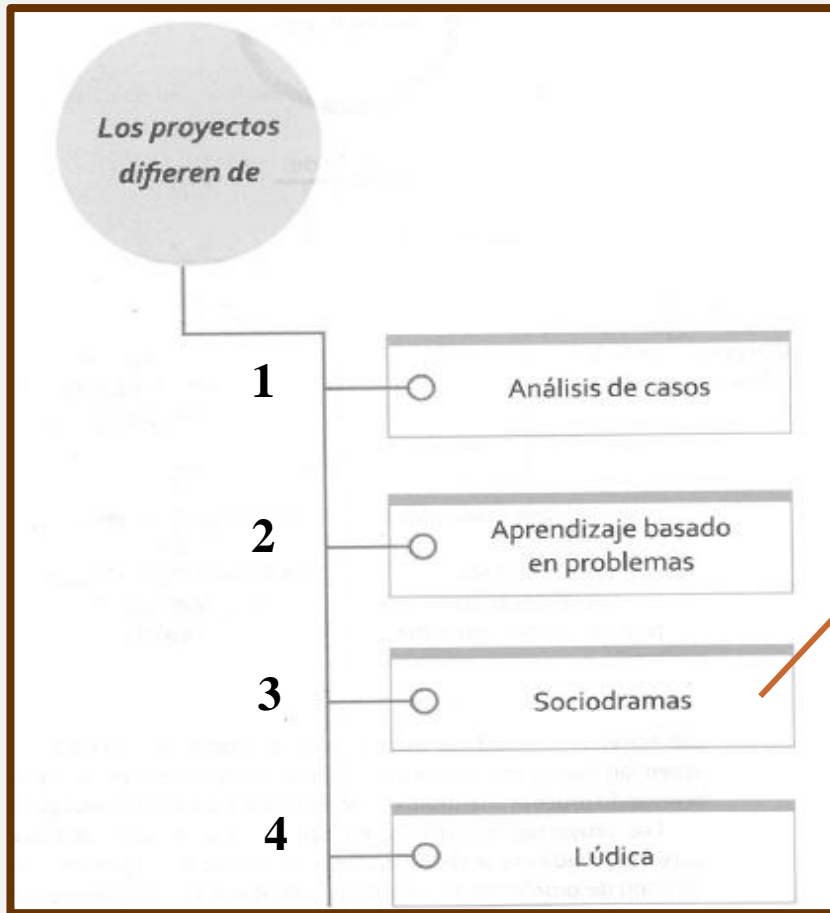 Los proyectos
difieren de
1
Análisis de casos
2
Aprendizaje basado
en problemas
3
Sociodramas
4
Lúdica